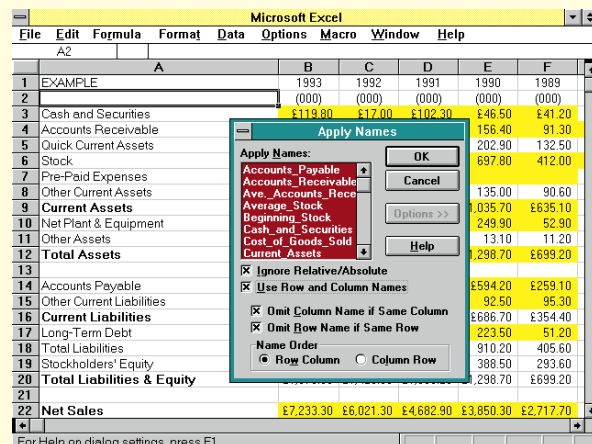 Microsoft Excel
File Edit Formula Format Data Options Macro Window Help
A2
A B C D E F
1 EXAMPLE 1993 1992 1991 1990 1989
2 (000) (000) (000) (000) (000)
3 Cash and Securities £119.80 £17.00 £102.30 £46.50 £41.20
4 Accounts Receivable 156.40 91.30
5 Quick Current Assets 202.90 132.50
6 Stock 697.80 412.00
7 Pre-Paid Expenses
8 Other Current Assets 135.00 90.60
9 Current Assets ,035.70 £635.10
10 Net Plant & Equipment 249.90 52.90
11 Other Assets 13.10 11.20
12 Total Assets ,298.70 £699.20
13
14 Accounts Payable £594.20 £259.10
15 Other Current Liabilities 92.50 95.30
16 Current Liabilities £686.70 £354.40
17 Long-Term Debt 223.50 51.20
18 Total Liabilities 910.20 405.60
19 Stockholders' Equity 388.50 293.60
20 Total Liabilities & Equity ,298.70 £699.20
21
22 Net Sales £7,233.30 £6,021.30 £4,682.90 £3,850.30 £2,717.70
Apply Names
Apply Names:
Accounts_Payable
Accounts_Receivable
Ave._Accounts_Rece
Average_Stock
Beginning_Stock
Cash_and_Securities
Cost_of_Goods_Sold
Current_Assets
OK
Cancel
Options >>
Help
Ignore Relative/Absolute
Use Row and Column Names
Omit Column Name if Same Column
Omit Row Name if Same Row
Name Order
Row Column Column Row
For Help on dialog settings, press F1